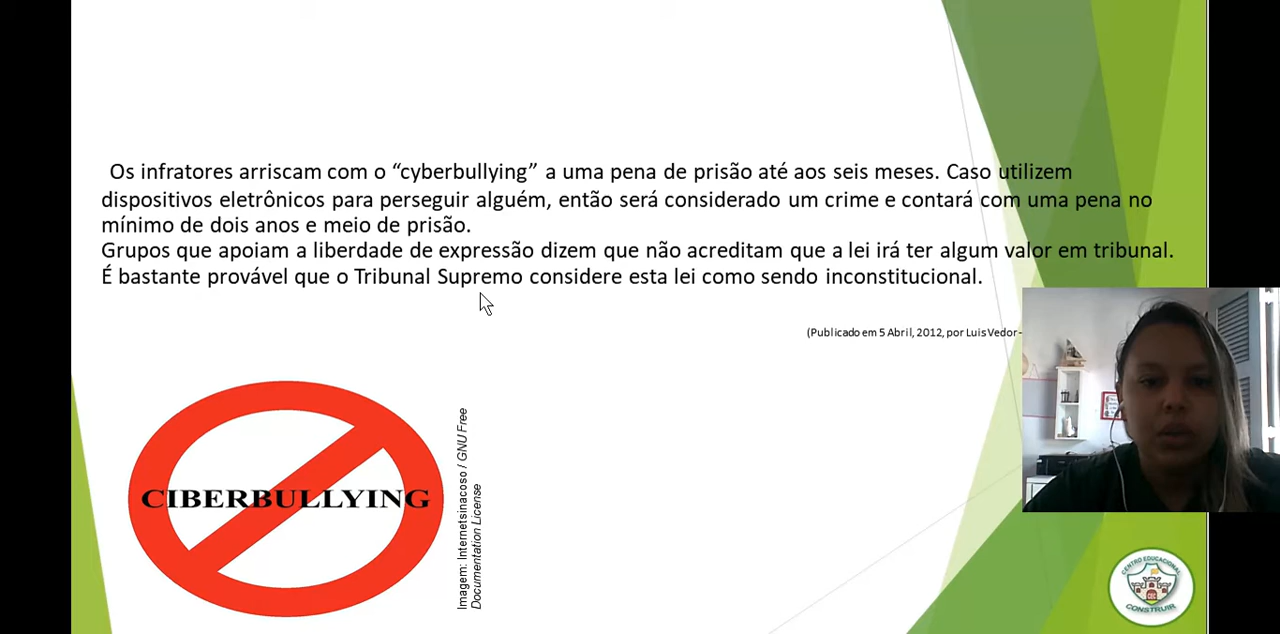 Os infratores arriscam com o “cyberbullying” a uma pena de prisão até aos seis meses. Caso utilizem
dispositivos eletrônicos para perseguir alguém, então será considerado um crime e contará com uma pena no
mínimo de dois anos e meio de prisão.
Grupos que apoiam a liberdade de expressão dizem que não acreditam que a lei irá ter algum valor em tribunal.
É bastante provável que o Tribunal Supremo considere esta lei como sendo inconstitucional.
(Publicado em 5 Abril, 2012, por Luis Vedor -
CIBERBULLYING
Imagem: Internetsinacoso / GNU Free
Documentation License
CENTRO EDUCACIONAL
CEC
CONSTRUIR